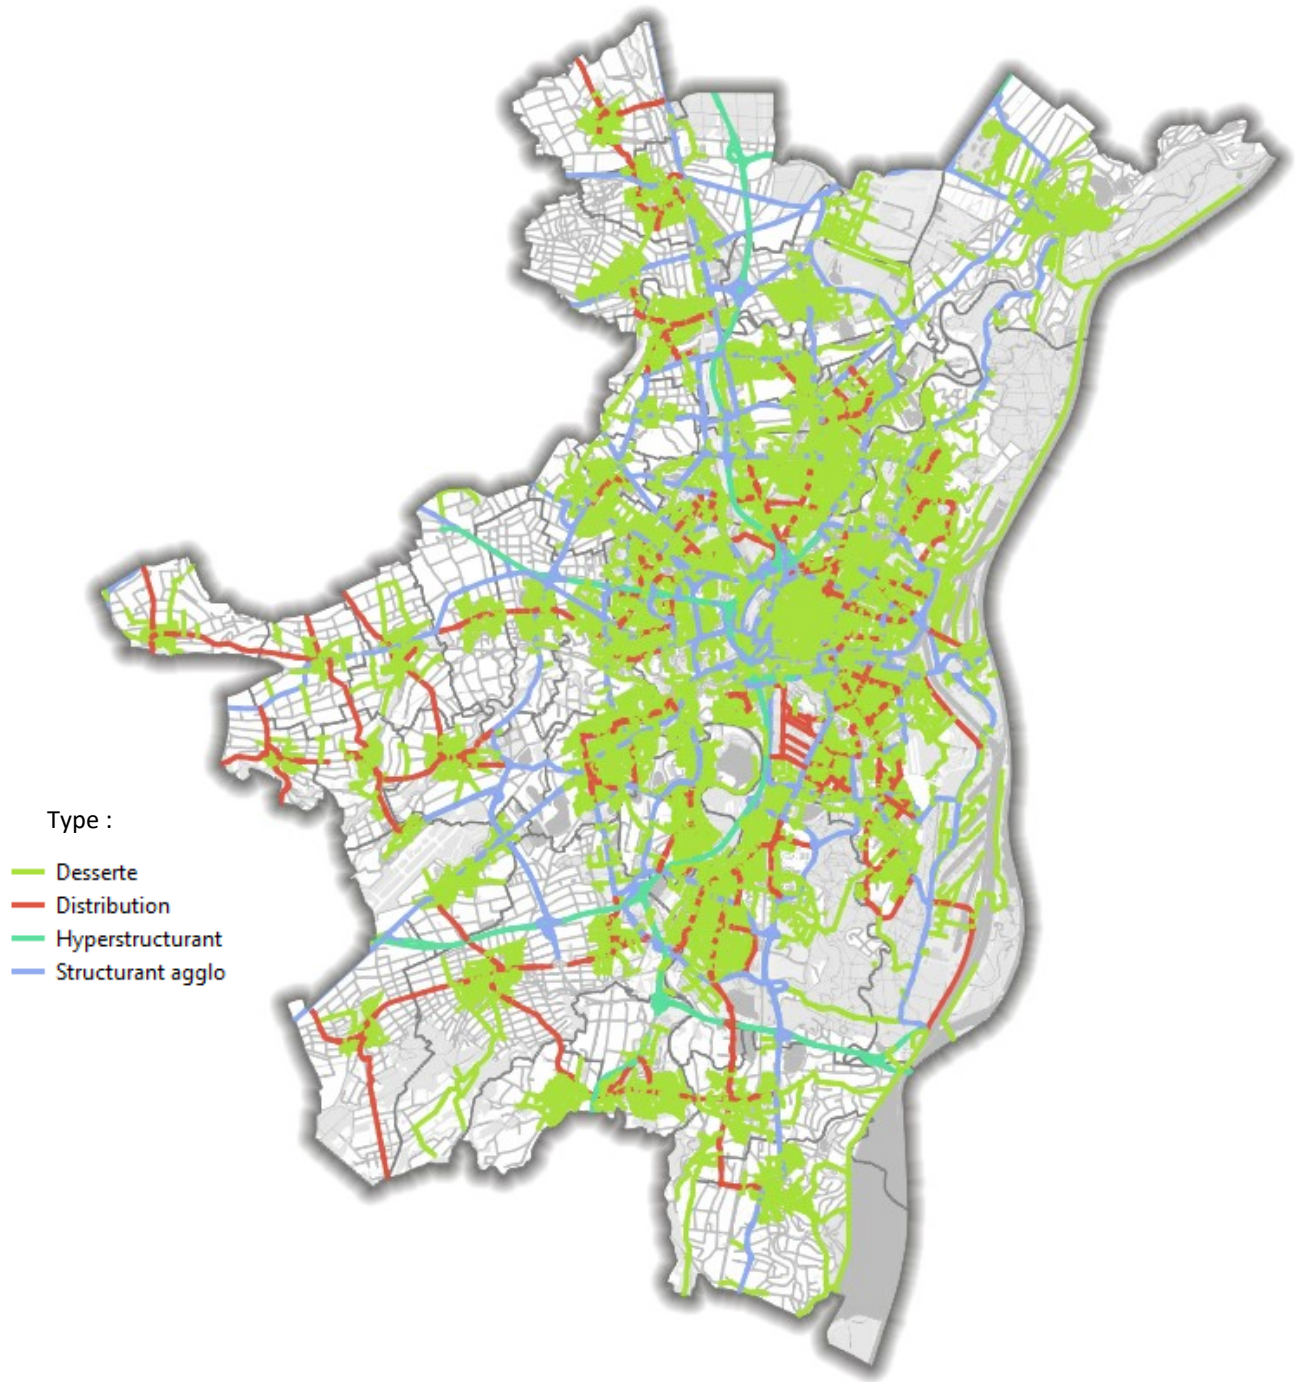 Type :
Desserte
Distribution
Hyperstructurant
Structurant agglo